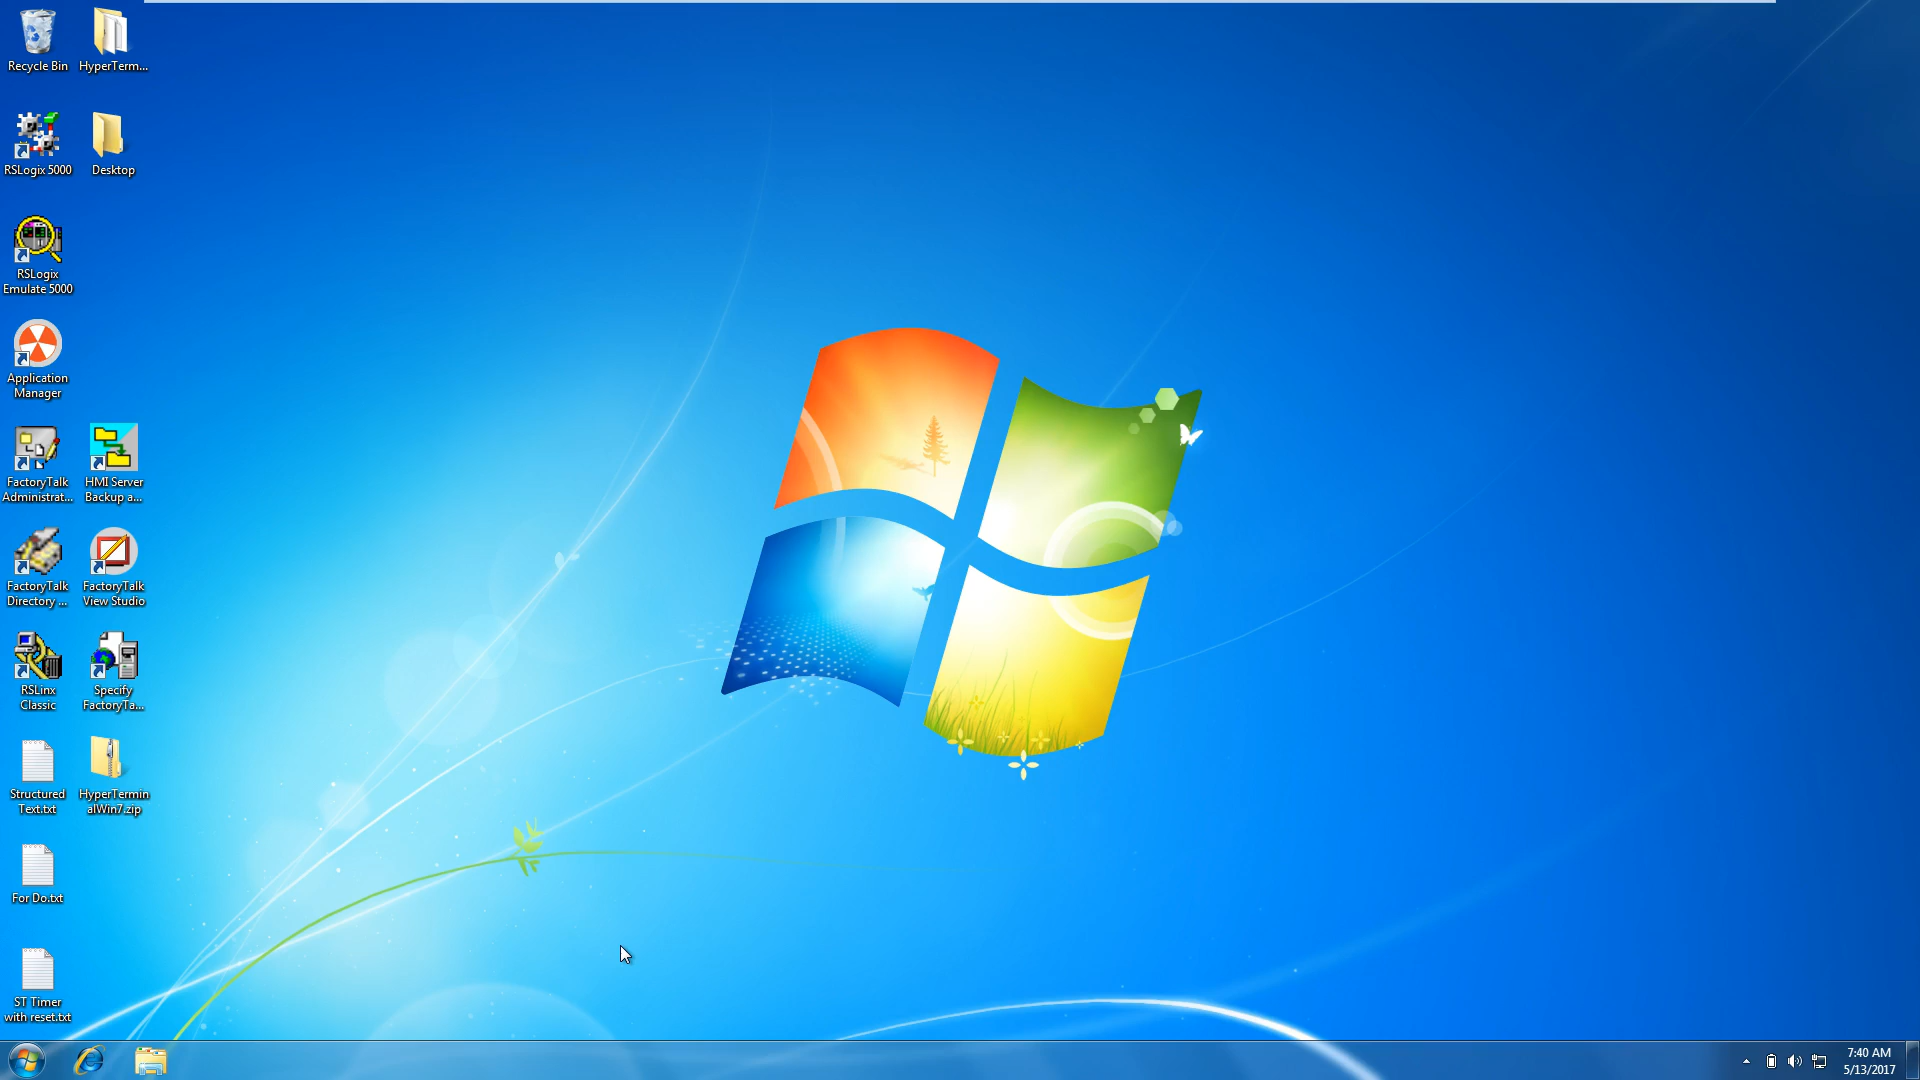 Recycle Bin
HyperTerm...
RSLogix 5000
Desktop
RSLogix
Emulate 5000
Application
Manager
FactoryTalk
Administrat...
HMI Server
Backup a...
FactoryTalk
Directory ...
FactoryTalk
View Studio
RSLinx
Classic
Specify
FactoryTa...
Structured
Text.txt
HyperTermin
alWin7.zip
For Do.txt
ST Timer
with reset.txt
7:40 AM
5/13/2017